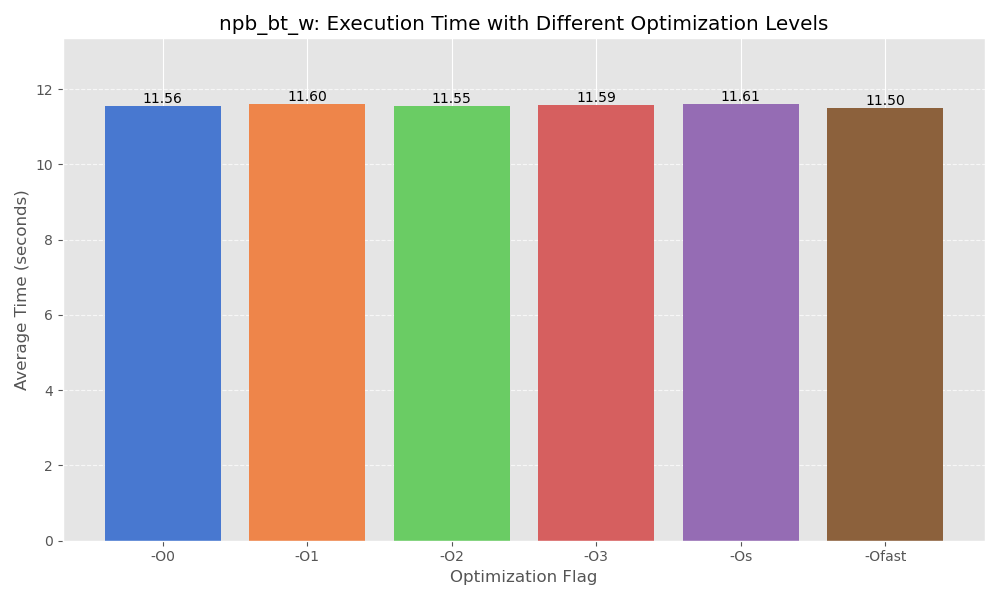 npb_bt_w: Execution Time with Different Optimization Levels
11.56
11.60
11.55
11.59
11.61
11.50
12
10
8
6
4
2
0
Average Time (seconds)
-O0
-O1
-O2
-O3
-Os
-Ofast
Optimization Flag